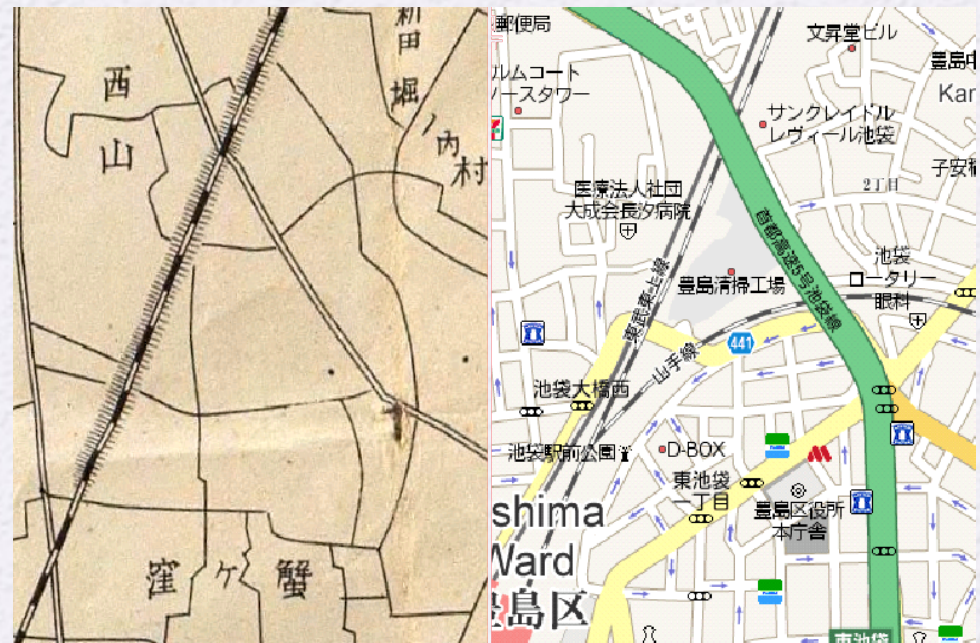 西
山
新田堀ノ内村
蟹ケ窪
郵便局
ルムコート
ノースタワー
文昇堂ビル
豊島中
Kar
サンクレイドル
レヴィール池袋
子安稲
2丁目
医療法人社団
大成会長汐病院
首都高速5号池袋線
豊島清掃工場
池袋
ータリー
眼科
東武東上線
山手線
441
池袋大橋西
池袋駅前公園
D-BOX
東池袋
一丁目
豊島区役所
本庁舎
shima
Ward
豊島区
東池袋